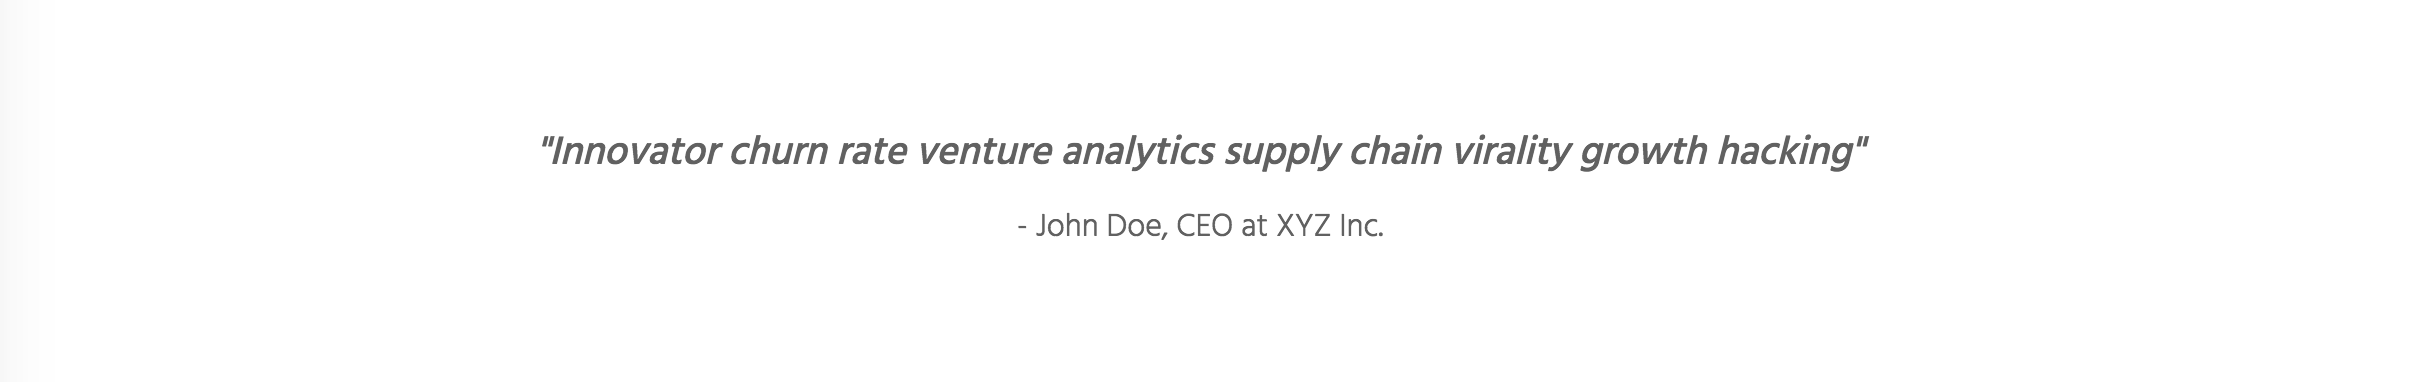 "Innovator churn rate venture analytics supply chain virality growth hacking"
- John Doe, CEO at XYZ Inc.